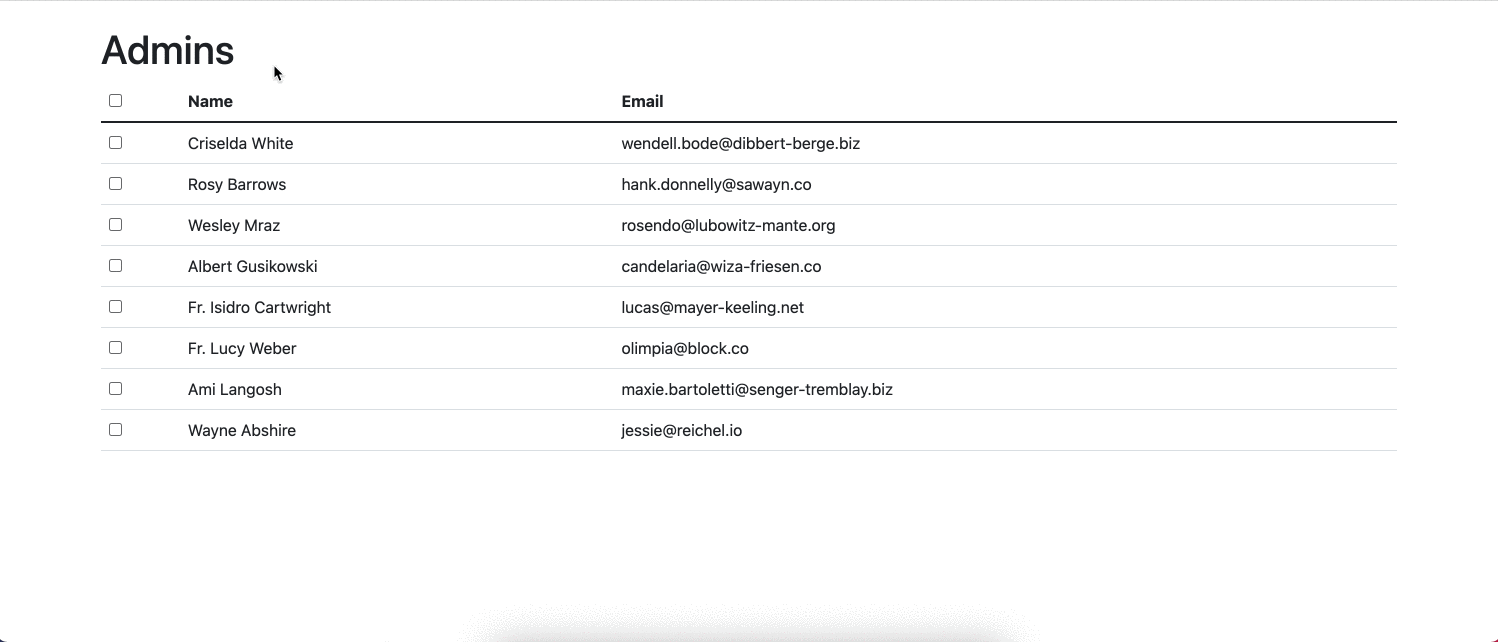 Admins
Name Email
Criselda White wendell.bode@dibbert-berge.biz
Rosy Barrows hank.donnelly@sawayn.co
Wesley Mraz rosendo@lubowitz-mante.org
Albert Gusikowski candelaria@wiza-friesen.co
Fr. Isidro Cartwright lucas@mayer-keeling.net
Fr. Lucy Weber olimpia@block.co
Ami Langosh maxie.bartoletti@senger-tremblay.biz
Wayne Abshire jessie@reichel.io